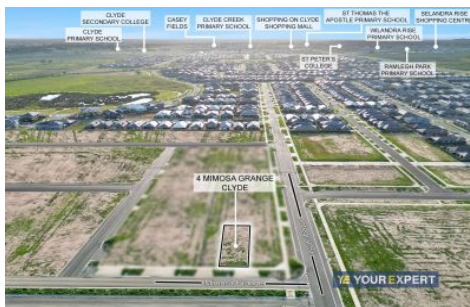 CLYDE
SECONDARY COLLEGE
CLYDE
PRIMARY SCHOOL
CASEY
FIELDS
CLYDE CREEK
PRIMARY SCHOOL
SHOPPING ON CLYDE
SHOPPING MALL
ST THOMAS THE
APOSTLE PRIMARY SCHOOL
ST PETER'S
COLLEGE
WILANDRA RISE
PRIMARY SCHOOL
SELANDRA RISE
SHOPPING CENTRE
RAMLEGH PARK
PRIMARY SCHOOL
4 MIMOSA GRANGE
CLYDE
YE YOUR EXPERT